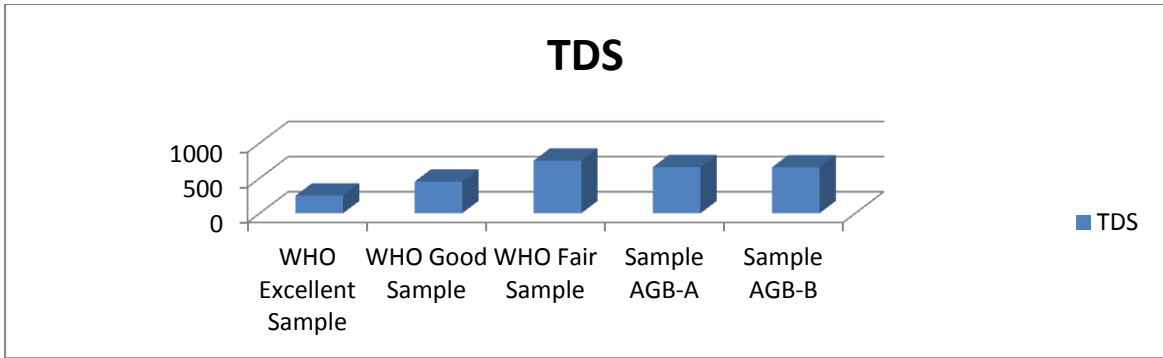 TDS
1000
500
0
WHO Excellent Sample
WHO Good Sample
WHO Fair Sample
Sample AGB-A
Sample AGB-B
TDS